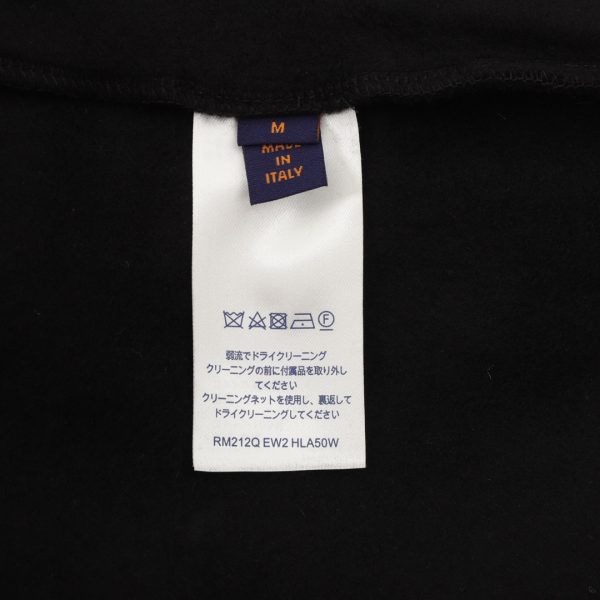 M
MADE
IN
ITALY
F
弱流でドライクリーニング
クリーニングの前に付属品を取り外し
てください
クリーニングネットを使用し、裏返して
ドライクリーニングしてください
RM212Q EW2 HLA50W